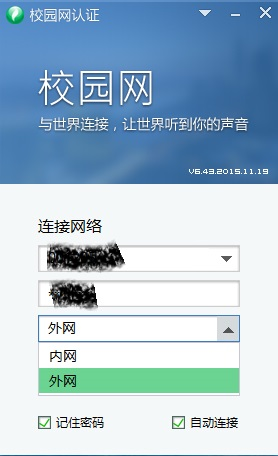 校园网认证
校园网
与世界连接，让世界听到你的声音
V6.43.2015.11.19
连接网络
外网
内网
外网
记住密码 自动连接